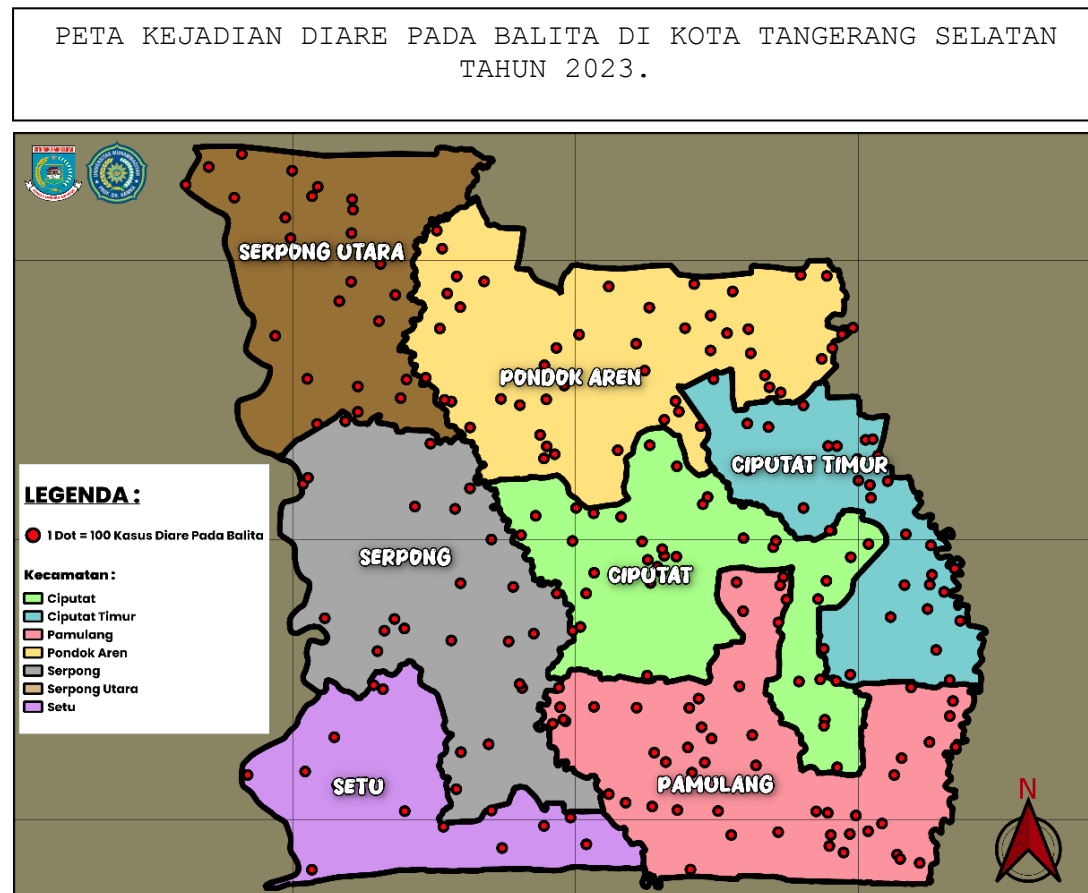 PETA KEJADIAN DIARE PADA BALITA DI KOTA TANGERANG SELATAN
TAHUN 2023.
SERPONG UTARA
PONDOK AREN
CIPUTAT TIMUR
SERPONG
CIPUTAT
SETU
PAMULANG
LEGENDA :
1 Dot = 100 Kasus Diare Pada Balita
Kecamatan :
Ciputat
Ciputat Timur
Pamulang
Pondok Aren
Serpong
Serpong Utara
Setu
N